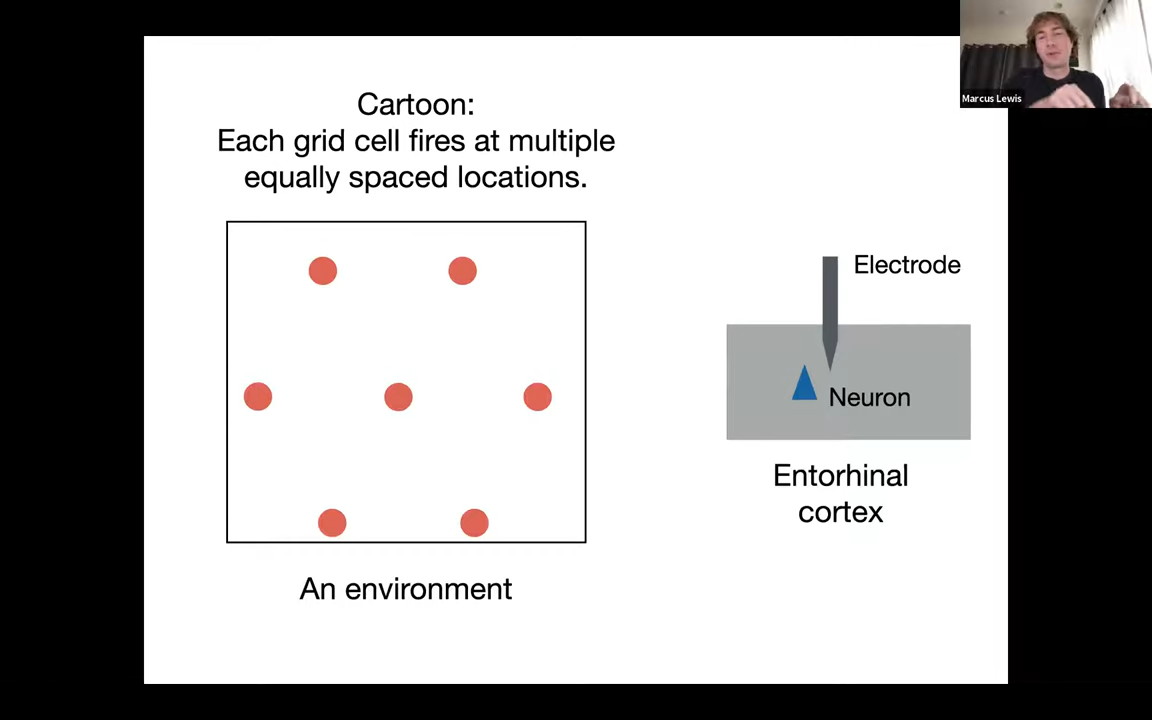 Cartoon:
Each grid cell fires at multiple
equally spaced locations.
An environment
Electrode
Neuron
Entorhinal
cortex
Marcus Lewis